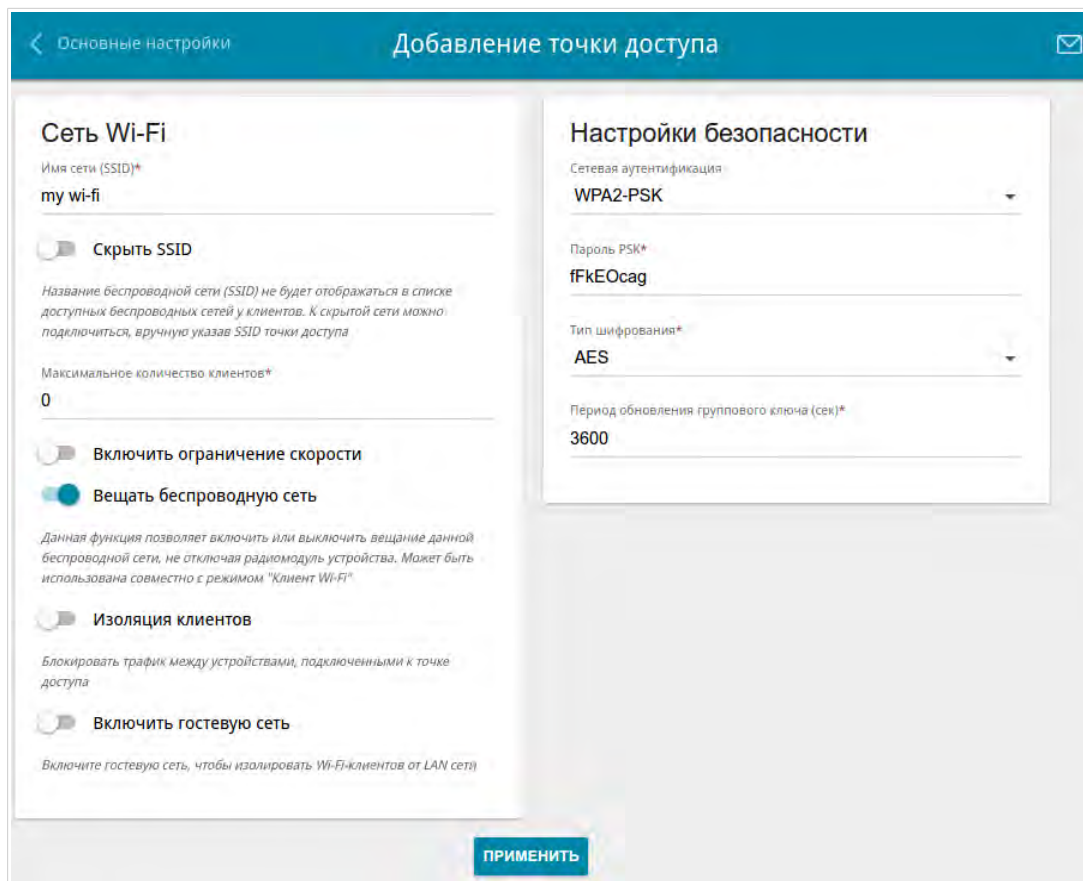 Основные настройки
Добавление точки доступа
Сеть Wi-Fi
Имя сети (SSID)*
my wi-fi
Скрыть SSID
Название беспроводной сети (SSID) не будет отображаться в списке
доступных беспроводных сетей у клиентов. К скрытой сети можно
подключиться, вручную указав SSID точки доступа
Максимальное количество клиентов*
0
Включить ограничение скорости
Вещать беспроводную сеть
Данная функция позволяет включить или выключить вещание данной
беспроводной сети, не отключая радиомодуль устройства. Может быть
использована совместно с режимом "Клиент Wi-Fi"
Изоляция клиентов
Блокировать трафик между устройствами, подключенными к точке
доступа
Включить гостевую сеть
Включите гостевую сеть, чтобы изолировать Wi-Fi-клиентов от LAN сети
Настройки безопасности
Сетевая аутентификация
WPA2-PSK
Пароль PSK*
fFkEOcag
Тип шифрования*
AES
Период обновления группового ключа (сек)*
3600
ПРИМЕНИТЬ